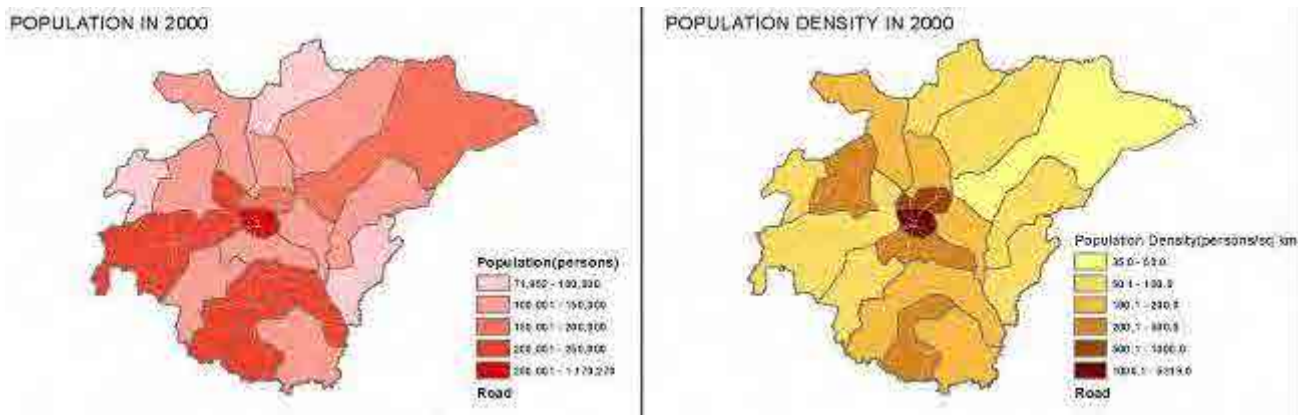 POPULATION IN 2000
Population(persons)
100,001 - 150,000
150,001 - 200,000
200,001 - 250,000
Road
POPULATION DENSITY IN 2000
Population Density(persons/sq km
50.1 - 100.0
100.1 - 200.0
200.1 - 500.0
500.1 - 1000.0
Road